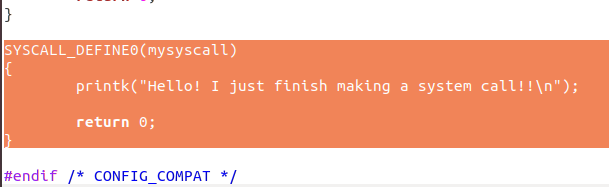 }
SYSCALL_DEFINE0(mysyscall)
{
printk("Hello! I just finish making a system call!!\n");
return 0;
}
#endif /* CONFIG_COMPAT */